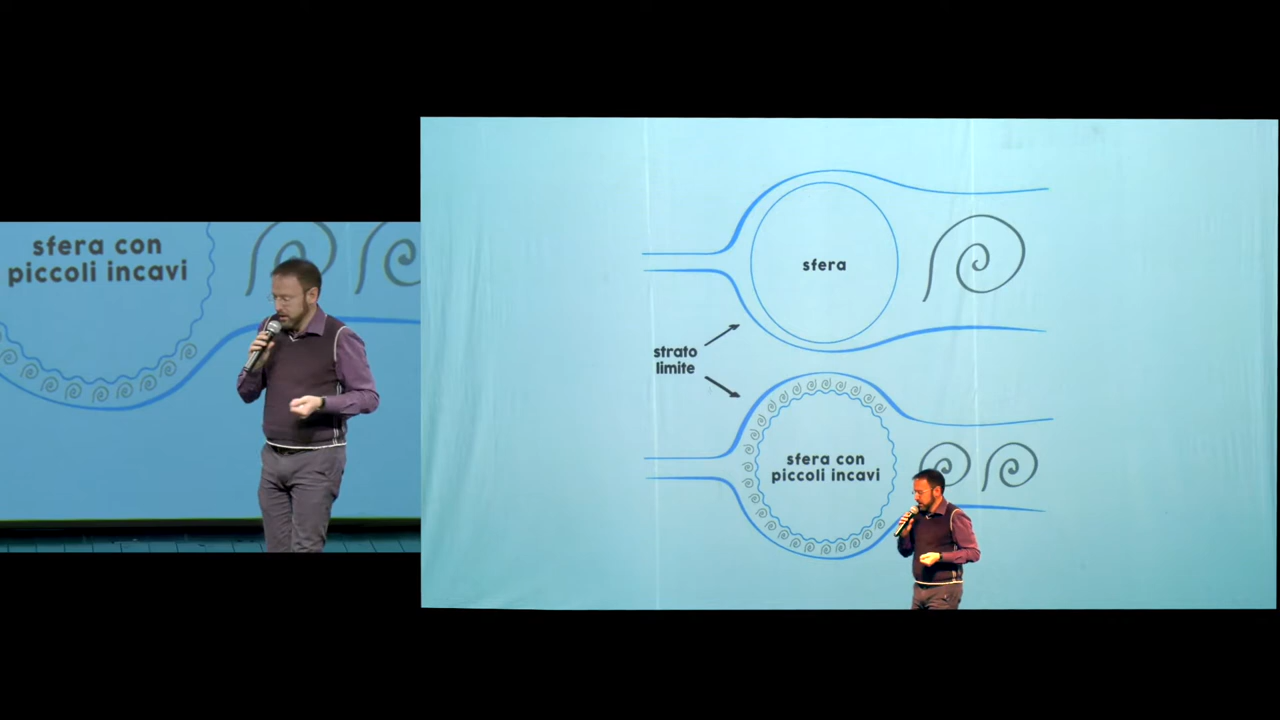 sfera con
piccoli incavi
sfera
strato
limite
sfera con
piccoli incavi